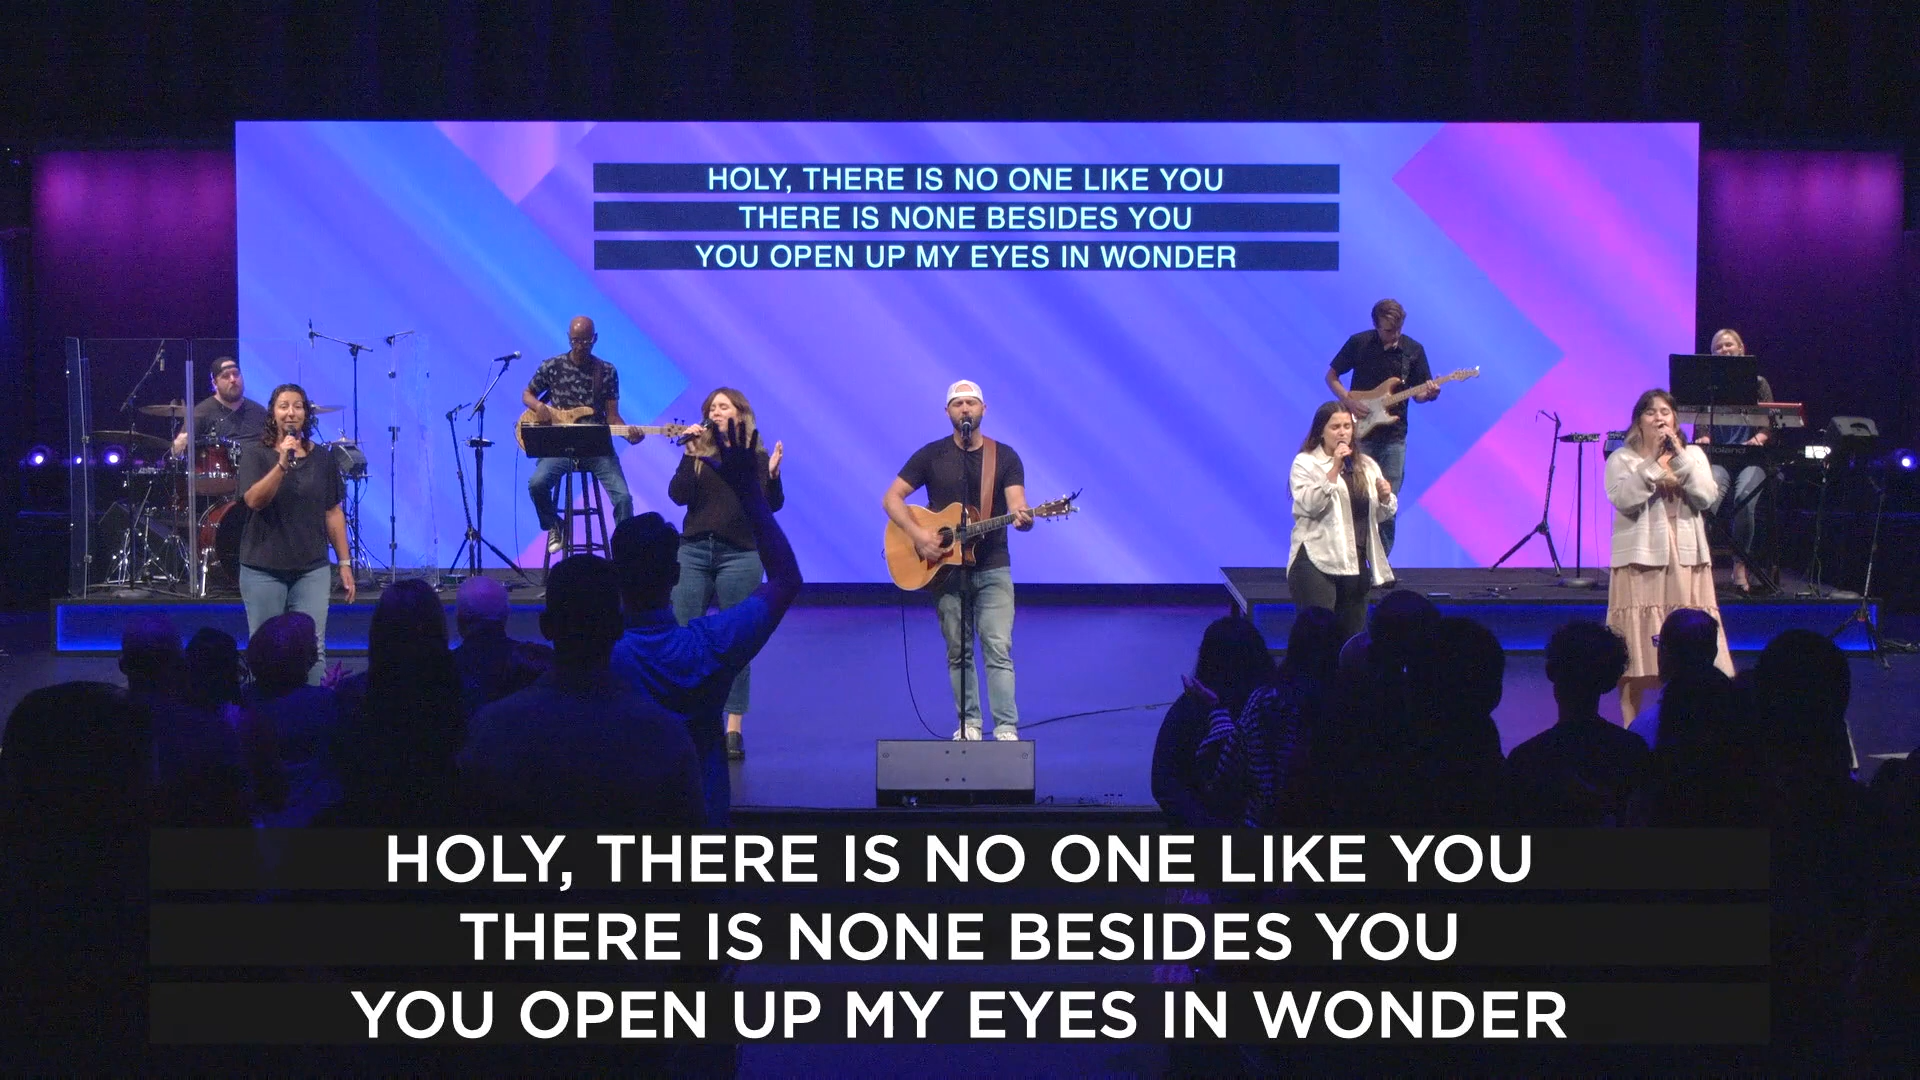 HOLY, THERE IS NO ONE LIKE YOU
THERE IS NONE BESIDES YOU
YOU OPEN UP MY EYES IN WONDER
Roland
HOLY, THERE IS NO ONE LIKE YOU
THERE IS NONE BESIDES YOU
YOU OPEN UP MY EYES IN WONDER